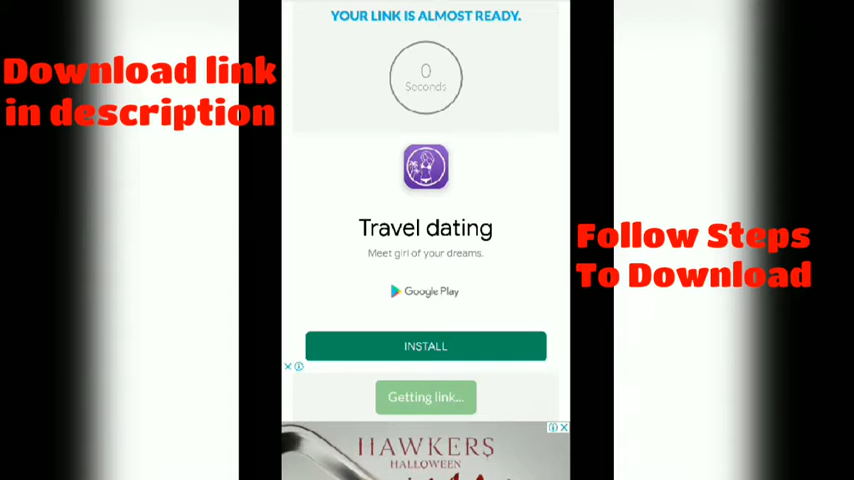 YOUR LINK IS ALMOST READY.
0
Seconds
Download link
in description
Travel dating
Meet girl of your dreams.
Google Play
Follow Steps
To Download
INSTALL
Getting link...
HAWKERS
HALLOWEEN